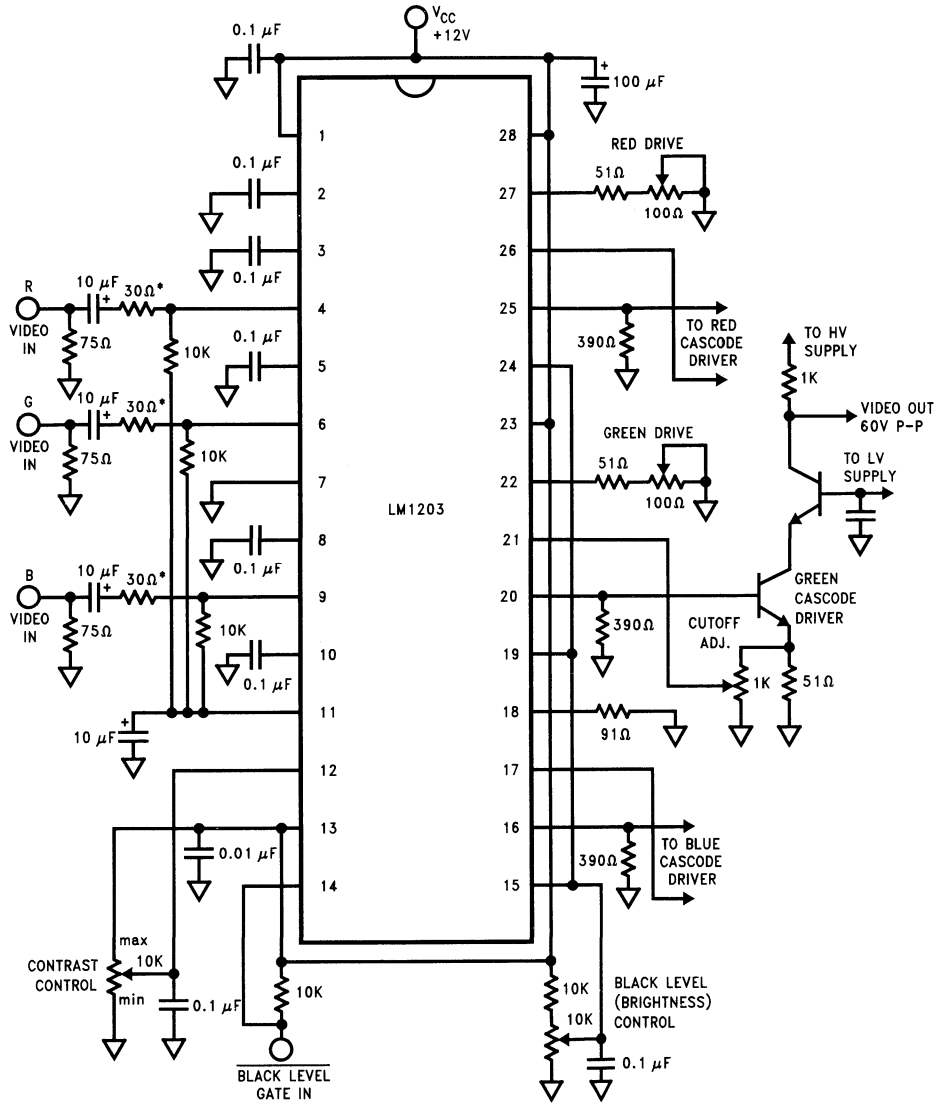 VCC
+12V
0.1 μF
+
100 μF
1
28
RED DRIVE
0.1 μF
51Ω
2
27
100Ω
3
26
0.1 μF
R
10 μF
+
30Ω*
4
25
TO RED
CASCODE
DRIVER
VIDEO
IN
75Ω
10K
390Ω
0.1 μF
5
24
TO HV
SUPPLY
1K
G
10 μF
+
30Ω*
6
23
VIDEO OUT
60V P-P
VIDEO
IN
75Ω
10K
GREEN DRIVE
51Ω
TO LV
SUPPLY
7
22
100Ω
LM1203
8
21
0.1 μF
B
10 μF
+
30Ω*
9
20
GREEN
CASCODE
DRIVER
VIDEO
IN
75Ω
10K
390Ω
CUTOFF
ADJ.
10
19
0.1 μF
1K
51Ω
11
18
+
10 μF
91Ω
12
17
13
16
0.01 μF
390Ω
TO BLUE
CASCODE
DRIVER
14
15
max
CONTRAST
CONTROL
10K
min
0.1 μF
10K
10K
BLACK LEVEL
(BRIGHTNESS)
CONTROL
10K
0.1 μF
BLACK LEVEL
GATE IN